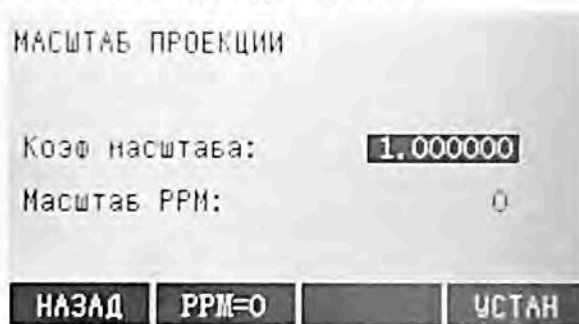 МАСШТАБ ПРОЕКЦИИ
Коэф масштаба: 1.000000
Масштаб PPM: 0
НАЗАД PPM=0 УСТАН